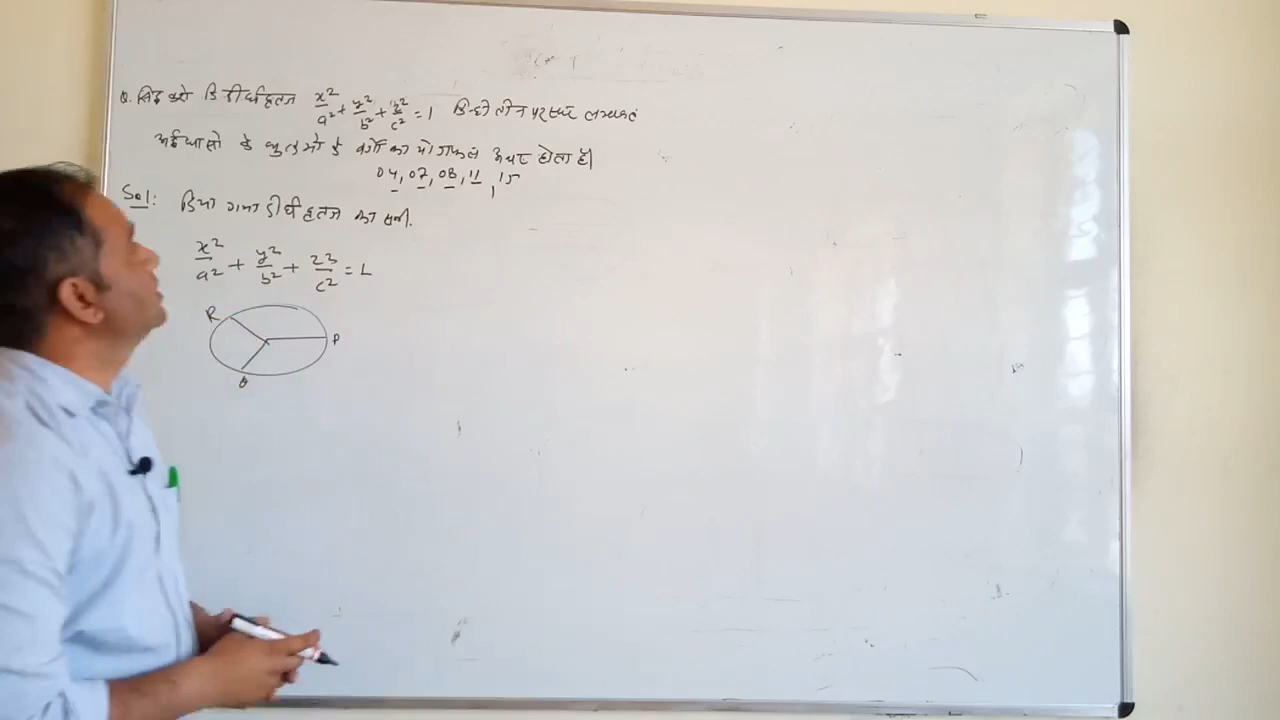 Q. सिद्ध करो कि दीर्घवृतज x²/a² + y²/b² + z²/c² = 1 किन्ही तीन परस्पर लम्बवत
अर्द्धव्यासो के व्युत्क्रमो के वर्गो का योगफल अचर होता है।
04, 07, 08, 11, 15
Sol: दिया गया दीर्घवृतज का समी.
x²/a² + y²/b² + 23/c² = 1
R
P
Q